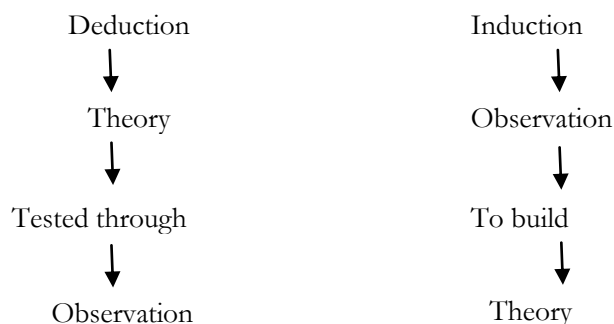 Deduction
Theory
Tested through
Observation
Induction
Observation
To build
Theory